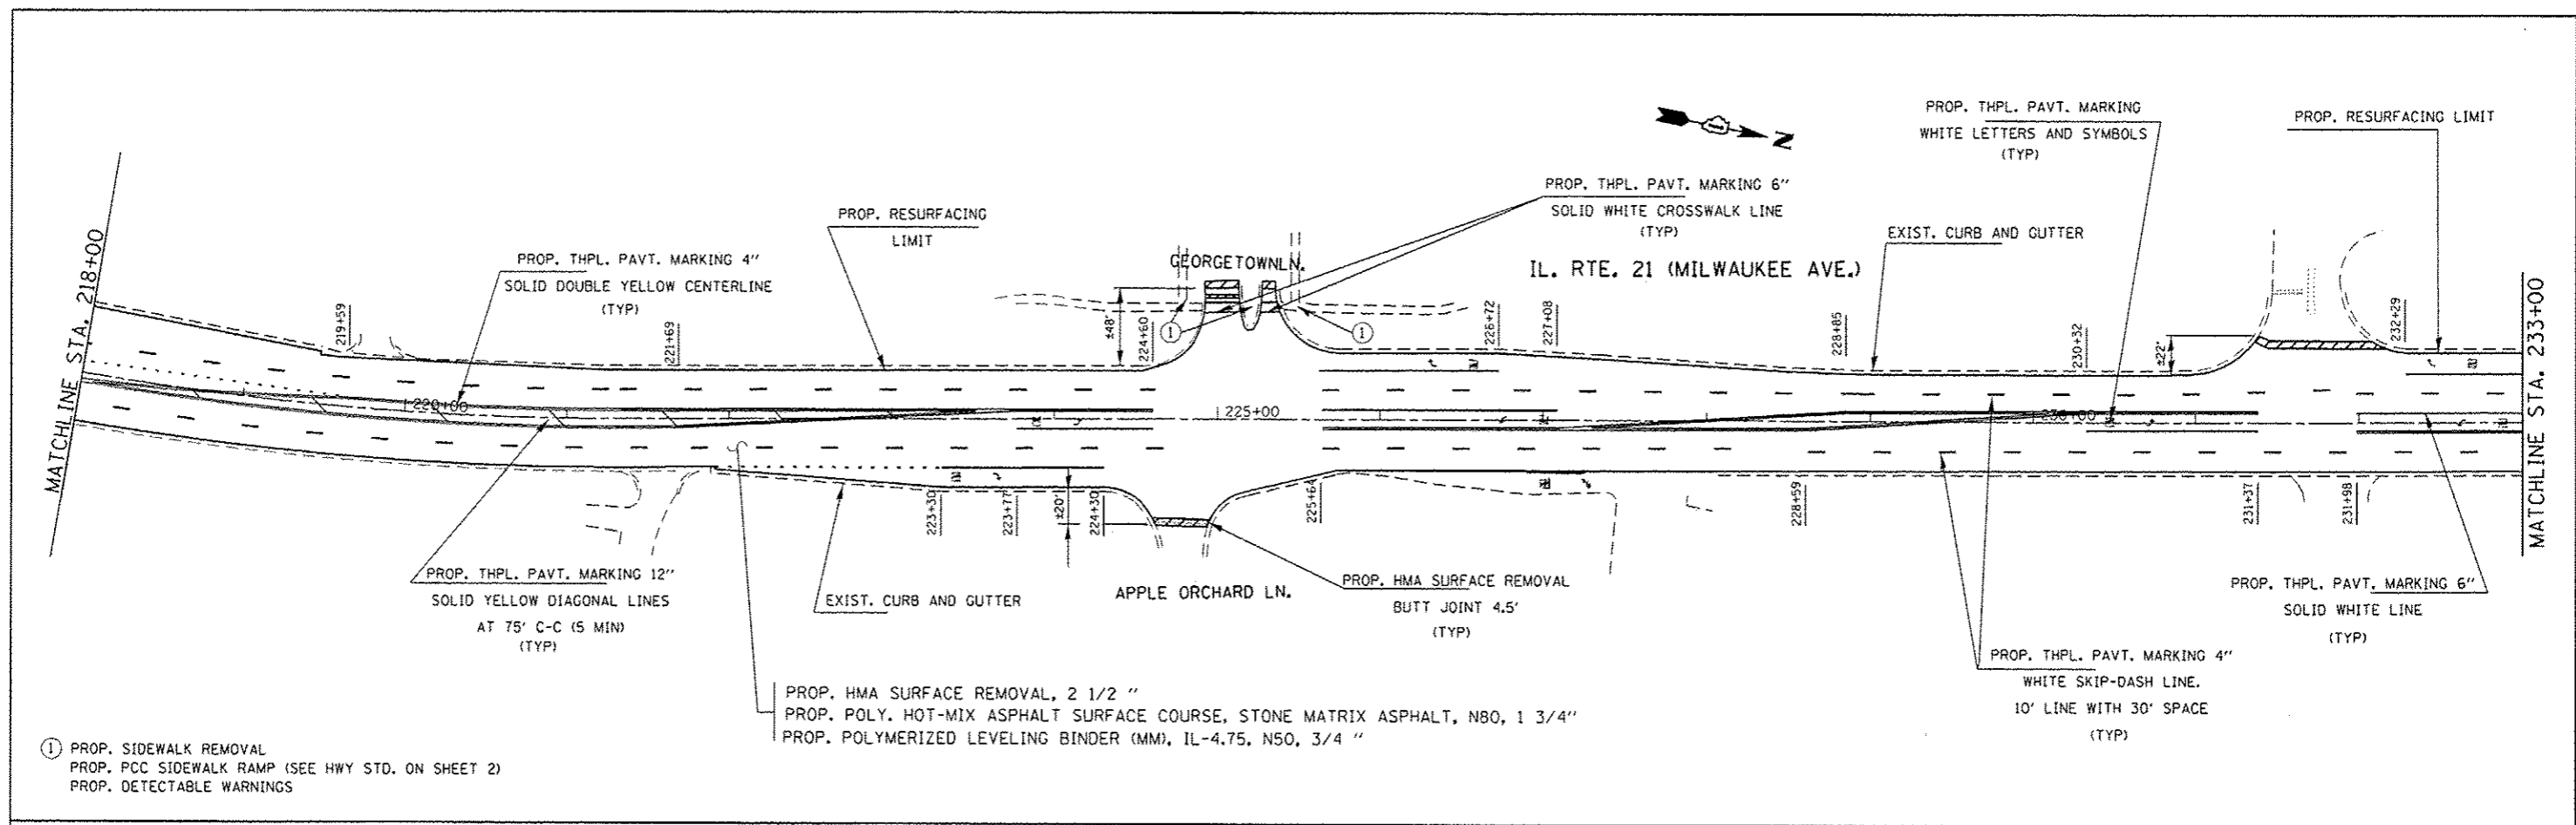 PROP. THPL. PAVT. MARKING
WHITE LETTERS AND SYMBOLS
(TYP)
PROP. RESURFACING LIMIT
N
PROP. THPL. PAVT. MARKING 6"
SOLID WHITE CROSSWALK LINE
(TYP)
PROP. RESURFACING
LIMIT
EXIST. CURB AND GUTTER
PROP. THPL. PAVT. MARKING 4"
SOLID DOUBLE YELLOW CENTERLINE
(TYP)
GEORGETOWN LN.
IL. RTE. 21 (MILWAUKEE AVE.)
MATCHLINE STA. 218+00
219+59
221+69
±48'
224+60
1
1
226+72
227+08
228+85
230+32
±22'
232+29
MATCHLINE STA. 233+00
220+00
225+00
230+00
223+30
223+77
±20'
224+30
225+64
228+59
231+37
231+98
PROP. THPL. PAVT. MARKING 12"
SOLID YELLOW DIAGONAL LINES
AT 75' C-C (5 MIN)
(TYP)
EXIST. CURB AND GUTTER
APPLE ORCHARD LN.
PROP. HMA SURFACE REMOVAL
BUTT JOINT 4.5'
(TYP)
PROP. THPL. PAVT. MARKING 6"
SOLID WHITE LINE
(TYP)
PROP. THPL. PAVT. MARKING 4"
WHITE SKIP-DASH LINE.
10' LINE WITH 30' SPACE
(TYP)
PROP. HMA SURFACE REMOVAL, 2 1/2 "
PROP. POLY. HOT-MIX ASPHALT SURFACE COURSE, STONE MATRIX ASPHALT, N80, 1 3/4"
PROP. POLYMERIZED LEVELING BINDER (MM), IL-4.75, N50, 3/4 "
1 PROP. SIDEWALK REMOVAL
PROP. PCC SIDEWALK RAMP (SEE HWY STD. ON SHEET 2)
PROP. DETECTABLE WARNINGS